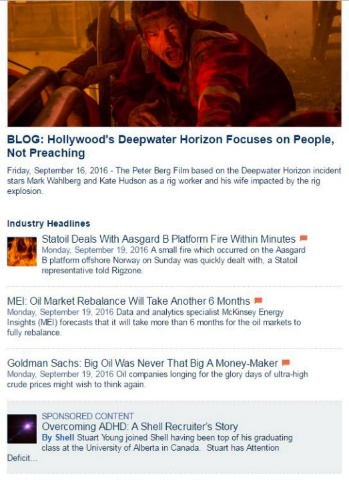 BLOG: Hollywood's Deepwater Horizon Focuses on People,
Not Preaching
Friday, September 16, 2016 - The Peter Berg Film based on the Deepwater Horizon incident
stars Mark Wahlberg and Kate Hudson as a rig worker and his wife impacted by the rig
explosion.
Industry Headlines
Statoil Deals With Aasgard B Platform Fire Within Minutes
Monday, September 19, 2016 A small fire which occurred on the Aasgard
B platform offshore Norway on Sunday was quickly dealt with, a Statoil
representative told Rigzone.
MEI: Oil Market Rebalance Will Take Another 6 Months
Monday, September 19, 2016 Data and analytics specialist McKinsey Energy
Insights (MEI) forecasts that it will take more than 6 months for the oil markets to
fully rebalance.
Goldman Sachs: Big Oil Was Never That Big A Money-Maker
Monday, September 19, 2016 Oil companies longing for the glory days of ultra-high
crude prices might wish to think again.
SPONSORED CONTENT
Overcoming ADHD: A Shell Recruiter's Story
By Shell Stuart Young joined Shell having been top of his graduating
class at the University of Alberta in Canada. Stuart has Attention
Deficit...